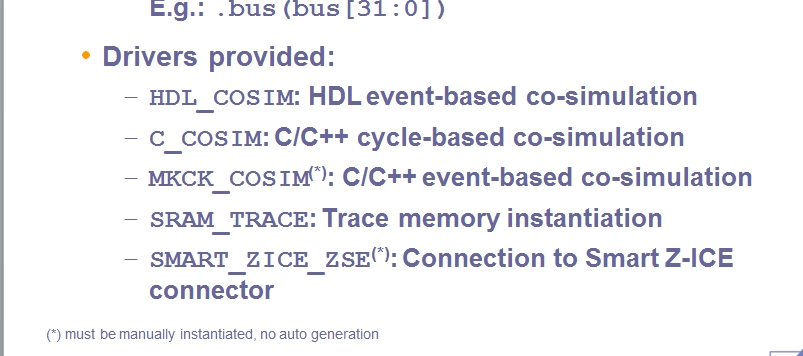 E.g.: .bus(bus[31:0])
• Drivers provided:
– HDL_COSIM: HDL event-based co-simulation
– C_COSIM: C/C++ cycle-based co-simulation
– MKCK_COSIM(*): C/C++ event-based co-simulation
– SRAM_TRACE: Trace memory instantiation
– SMART_ZICE_ZSE(*): Connection to Smart Z-ICE
connector
(*) must be manually instantiated, no auto generation